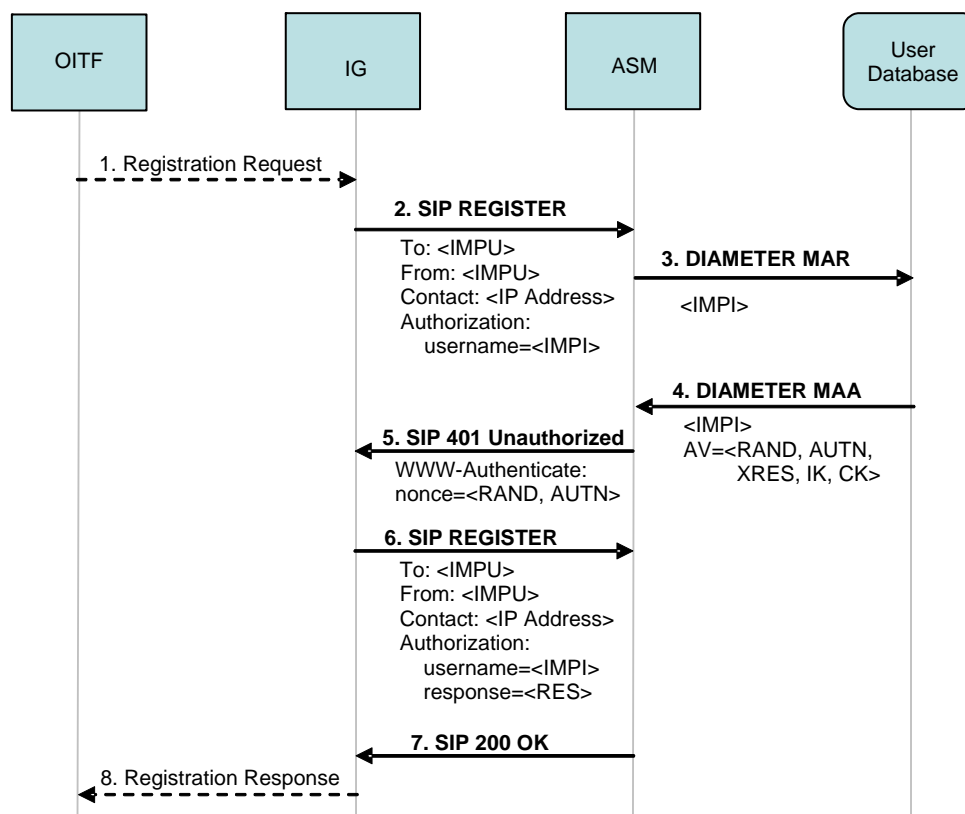 OITF
IG
ASM
User
Database
1. Registration Request
2. SIP REGISTER
To: <IMPU>
From: <IMPU>
Contact: <IP Address>
Authorization:
username=<IMPI>
3. DIAMETER MAR
<IMPI>
4. DIAMETER MAA
<IMPI>
AV=<RAND, AUTN,
XRES, IK, CK>
5. SIP 401 Unauthorized
WWW-Authenticate:
nonce=<RAND, AUTN>
6. SIP REGISTER
To: <IMPU>
From: <IMPU>
Contact: <IP Address>
Authorization:
username=<IMPI>
response=<RES>
7. SIP 200 OK
8. Registration Response